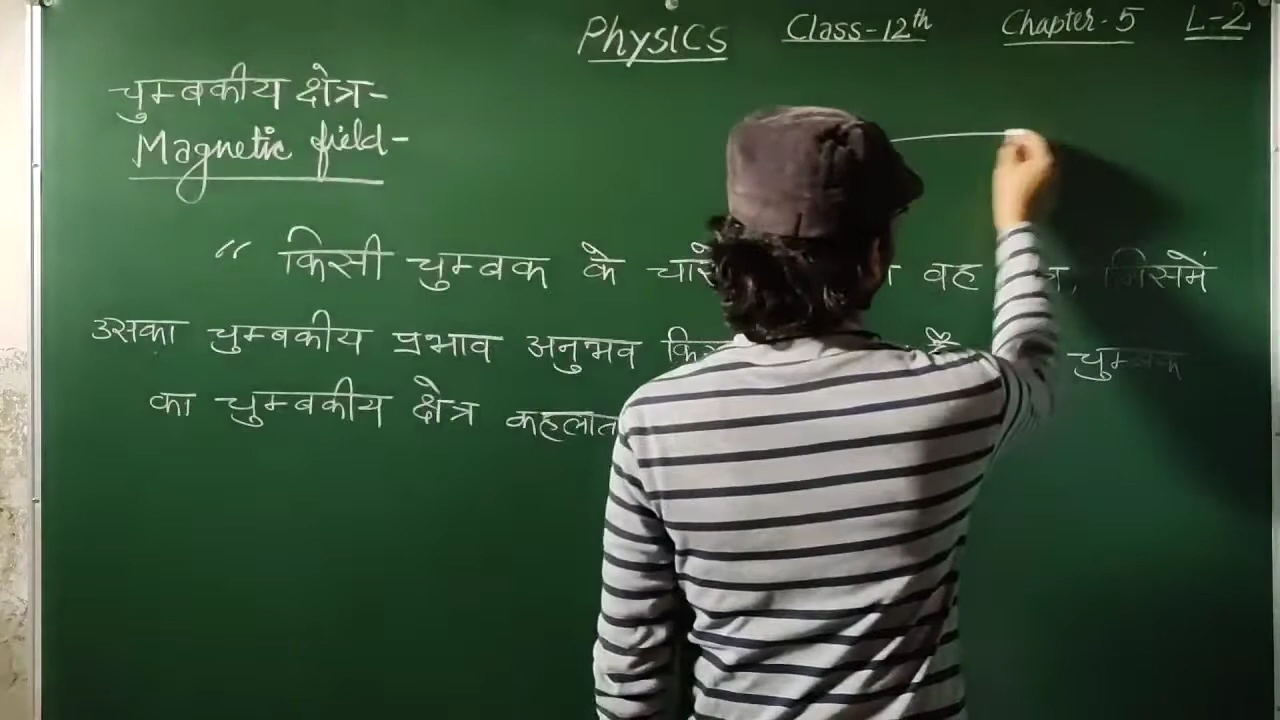 Physics Class-12th Chapter-5 L-2
चुम्बकीय क्षेत्र-
Magnetic field-
“ किसी चुम्बक के वह जिसमें
उसका चुम्बकीय प्रभाव अनुभव चुम्बक
का चुम्बकीय क्षेत्र